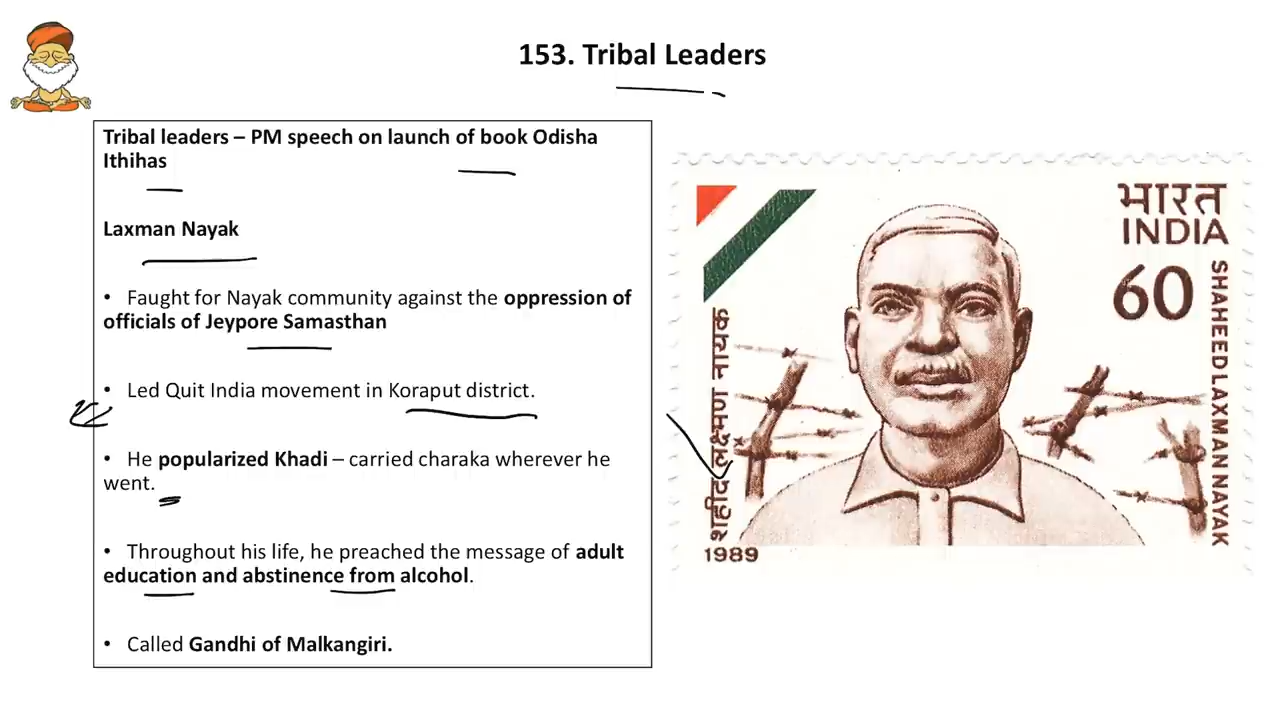 153. Tribal Leaders
Tribal leaders – PM speech on launch of book Odisha
Ithihas
Laxman Nayak
• Faught for Nayak community against the oppression of
officials of Jeypore Samasthan
• Led Quit India movement in Koraput district.
• He popularized Khadi – carried charaka wherever he
went.
• Throughout his life, he preached the message of adult
education and abstinence from alcohol.
• Called Gandhi of Malkangiri.
भारत
INDIA
60
शहीद लक्ष्मण नायक
SHAHEED LAXMAN NAYAK
1989